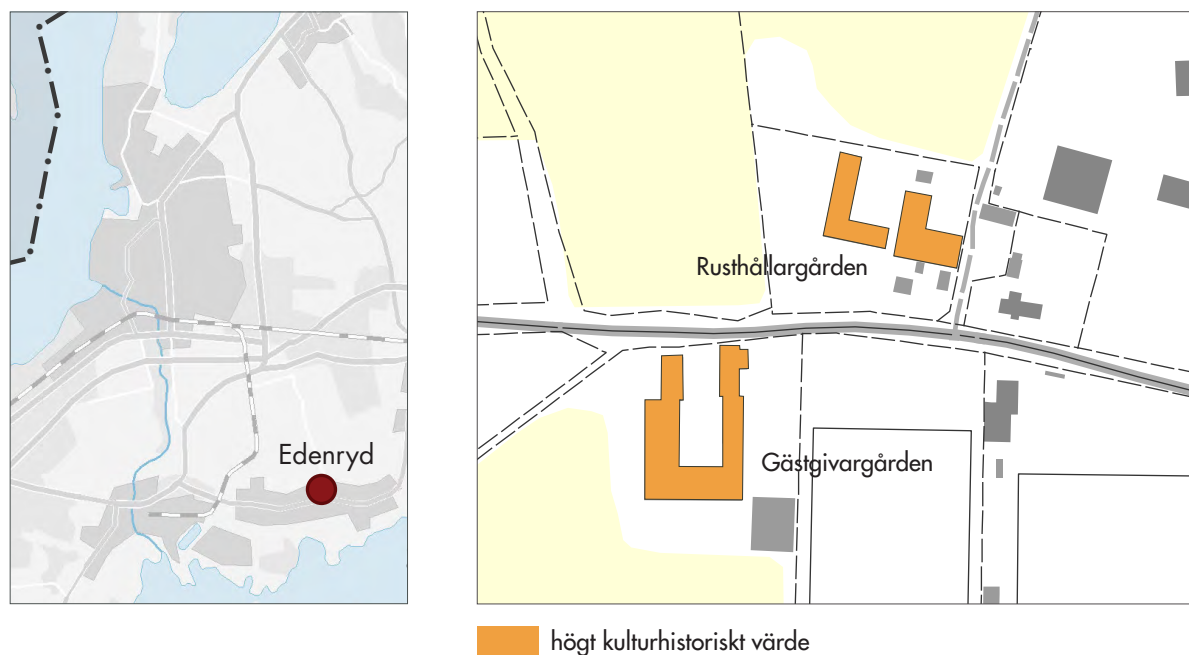 Edenryd
Rusthållargården
Gästgivargården
högt kulturhistoriskt värde